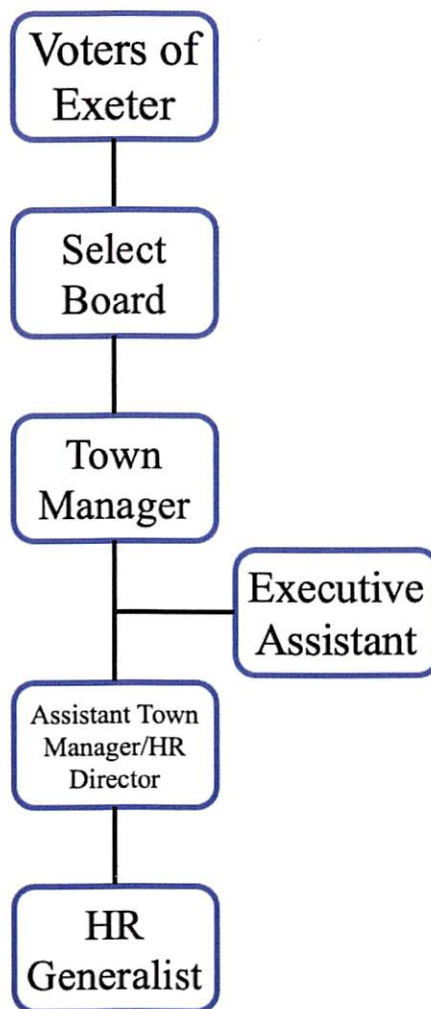 Voters of
Exeter
Select
Board
Town
Manager
Executive
Assistant
Assistant Town
Manager/HR
Director
HR
Generalist